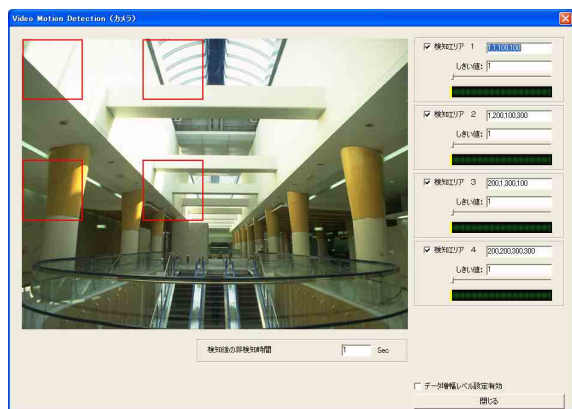 Video Motion Detection (カメラ)
検知エリア 1 1,1,100,100
しきい値: 1
検知エリア 2 1,200,100,300
しきい値: 1
検知エリア 3 200,1,300,100
しきい値: 1
検知エリア 4 200,200,300,300
しきい値: 1
検知後の非検知時間 1 Sec
データ増幅レベル設定有効
閉じる